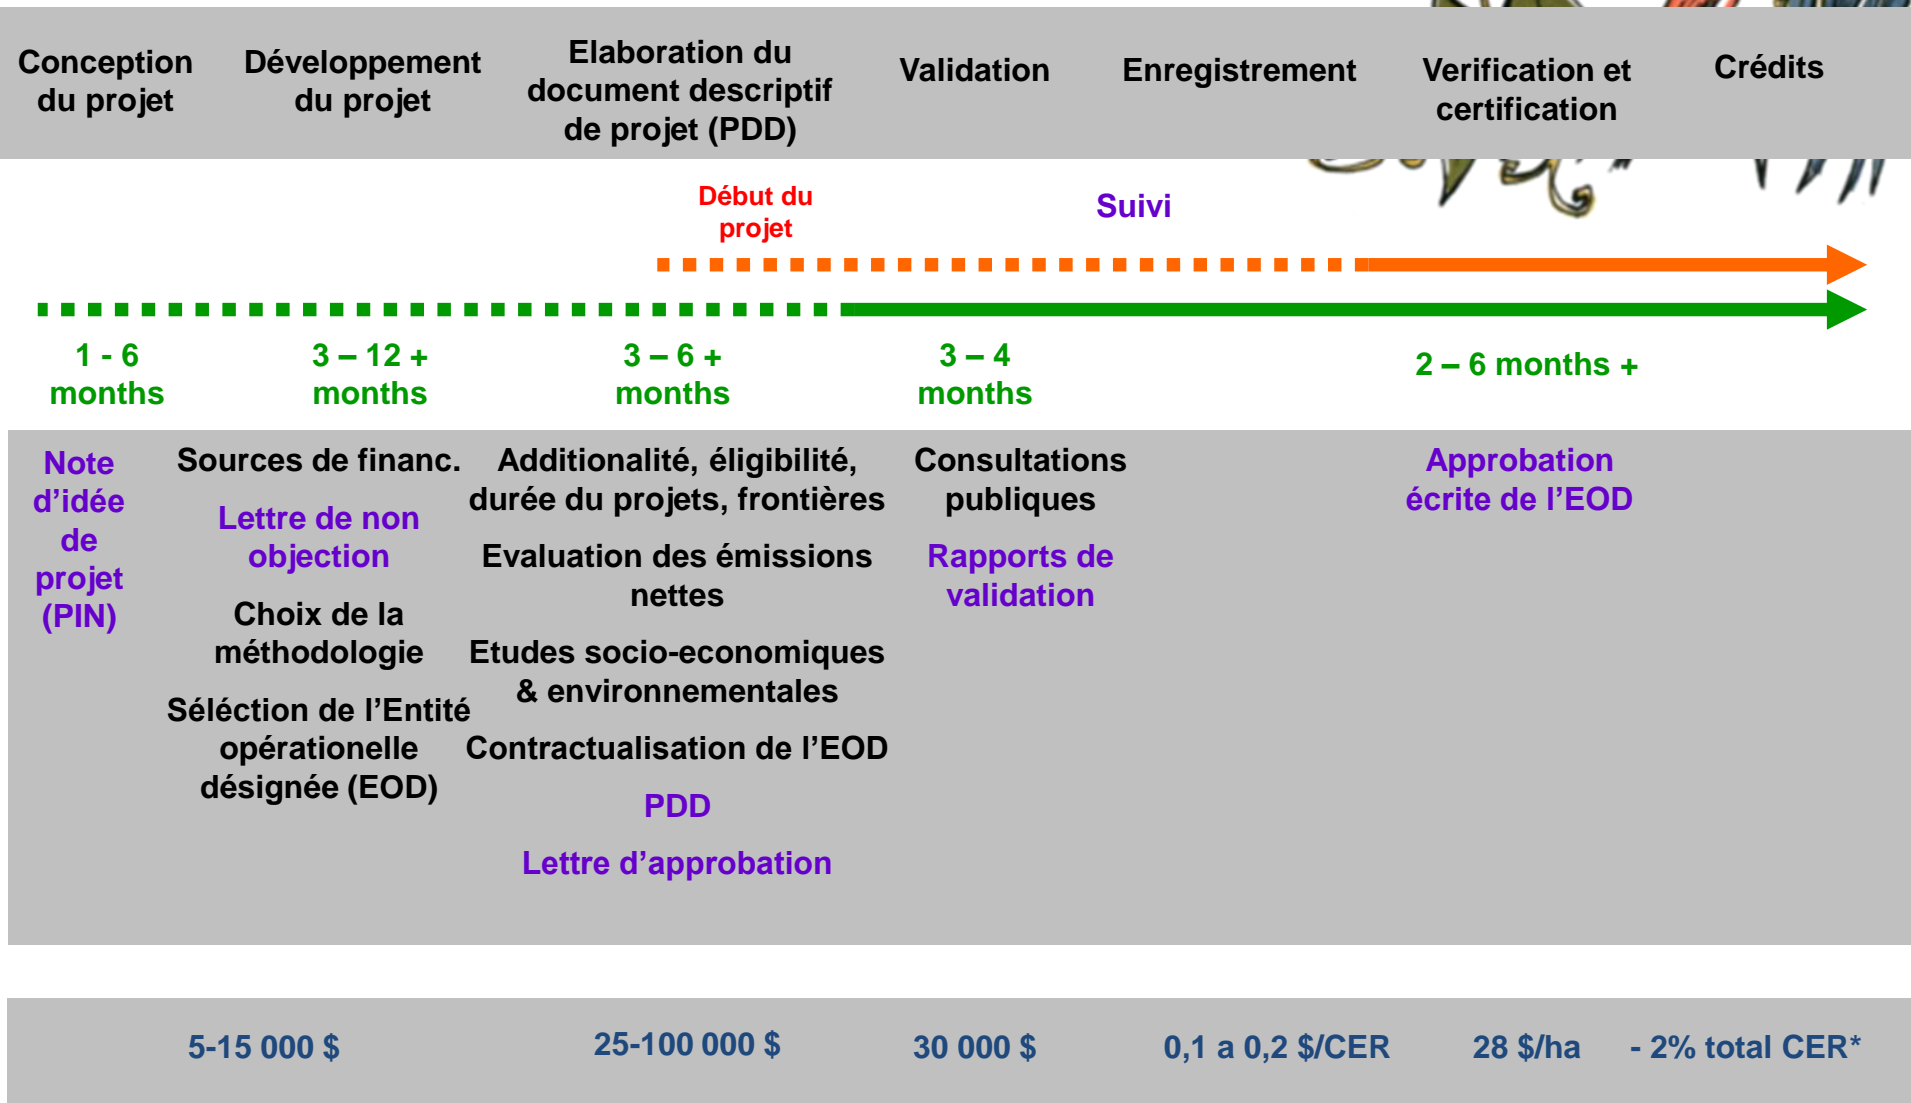 Conception
du projet
Développement
du projet
Elaboration du
document descriptif
de projet (PDD)
Validation
Enregistrement
Verification et
certification
Crédits
Début du
projet
Suivi
1 - 6
months
3 – 12 +
months
3 – 6 +
months
3 – 4
months
2 – 6 months +
Note
d’idée
de
projet
(PIN)
Sources de financ.
Lettre de non
objection
Choix de la
méthodologie
Séléction de l’Entité
opérationelle
désignée (EOD)
Additionalité, éligibilité,
durée du projets, frontières
Evaluation des émissions
nettes
Etudes socio-economiques
& environnementales
Contractualisation de l’EOD
PDD
Lettre d’approbation
Consultations
publiques
Rapports de
validation
Approbation
écrite de l’EOD
5-15 000 $
25-100 000 $
30 000 $
0,1 a 0,2 $/CER
28 $/ha
- 2% total CER*